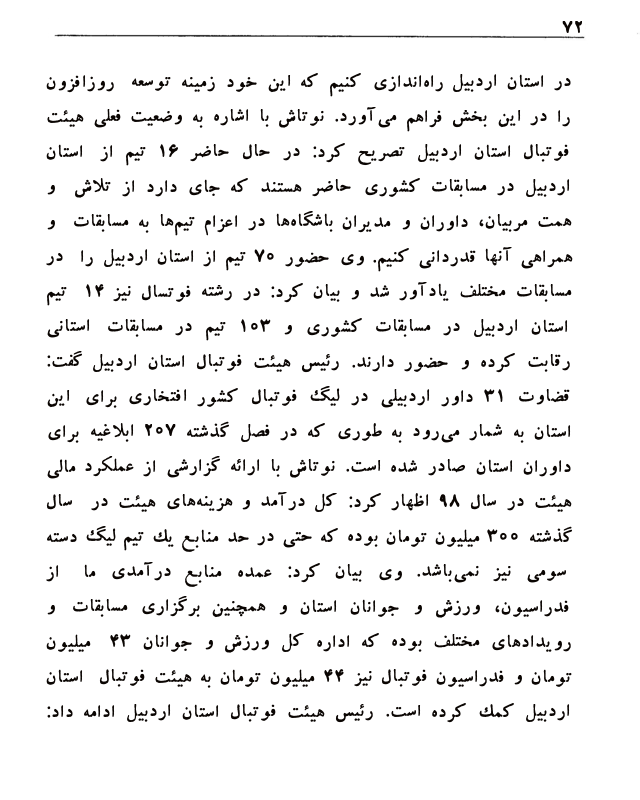 ۷۲
در استان اردبیل راه‌اندازی کنیم که این خود زمینه توسعه روزافزون
را در این بخش فراهم می‌آورد. نوتاش با اشاره به وضعیت فعلی هیئت
فوتبال استان اردبیل تصریح کرد: در حال حاضر ۱۶ تیم از استان
اردبیل در مسابقات کشوری حاضر هستند که جای دارد از تلاش و
همت مربیان، داوران و مدیران باشگاه‌ها در اعزام تیم‌ها به مسابقات و
همراهی آنها قدردانی کنیم. وی حضور ۷۰ تیم از استان اردبیل را در
مسابقات مختلف یادآور شد و بیان کرد: در رشته فوتسال نیز ۱۴ تیم
استان اردبیل در مسابقات کشوری و ۱۰۳ تیم در مسابقات استانی
رقابت کرده و حضور دارند. رئیس هیئت فوتبال استان اردبیل گفت:
قضاوت ۳۱ داور اردبیلی در لیگ فوتبال کشور افتخاری برای این
استان به شمار می‌رود به طوری که در فصل گذشته ۲۰۷ ابلاغیه برای
داوران استان صادر شده است. نوتاش با ارائه گزارشی از عملکرد مالی
هیئت در سال ۹۸ اظهار کرد: کل درآمد و هزینه‌های هیئت در سال
گذشته ۳۰۰ میلیون تومان بوده که حتی در حد منابع یك تیم لیگ دسته
سومی نیز نمی‌باشد. وی بیان کرد: عمده منابع درآمدی ما از
فدراسیون، ورزش و جوانان استان و همچنین برگزاری مسابقات و
رویدادهای مختلف بوده که اداره کل ورزش و جوانان ۴۳ میلیون
تومان و فدراسیون فوتبال نیز ۴۴ میلیون تومان به هیئت فوتبال استان
اردبیل کمك کرده است. رئیس هیئت فوتبال استان اردبیل ادامه داد: